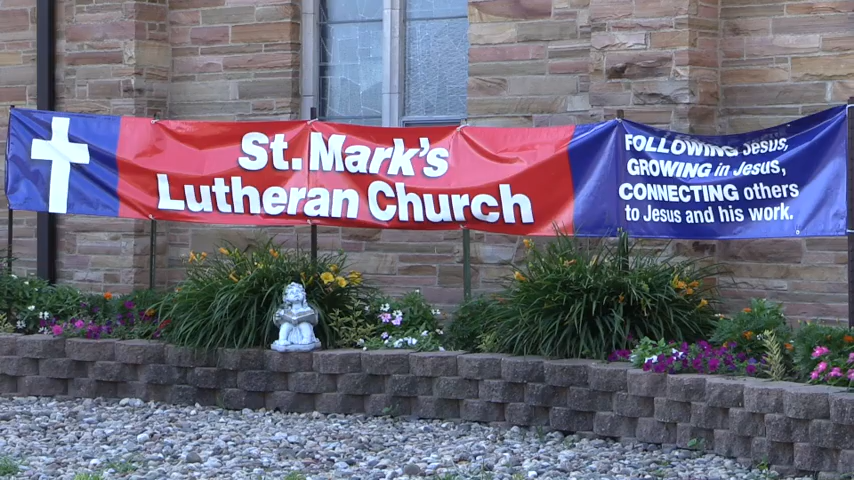 St. Mark's
Lutheran Church
FOLLOWING Jesus,
GROWING in Jesus,
CONNECTING others
to Jesus and his work.